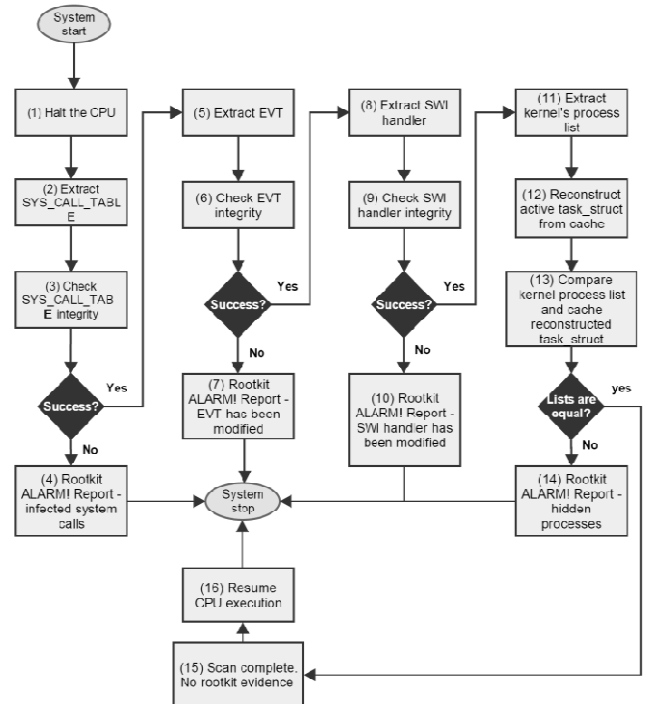 System
start
(1) Halt the CPU
(2) Extract
SYS_CALL_TABL
E
(3) Check
SYS_CALL_TAB
E integrity
Success?
Yes
No
(4) Rootkit
ALARM! Report -
infected system
calls
(5) Extract EVT
(6) Check EVT
integrity
Success?
Yes
No
(7) Rootkit
ALARM! Report -
EVT has been
modified
System
stop
(8) Extract SWI
handler
(9) Check SWI
handler integrity
Success?
Yes
No
(10) Rootkit
ALARM! Report -
SWI handler has
been modified
(11) Extract
kernel's process
list
(12) Reconstruct
active task_struct
from cache
(13) Compare
kernel process list
and cache
reconstructed
task_struct
Lists are
equal?
yes
No
(14) Rootkit
ALARM! Report -
hidden
processes
(16) Resume
CPU execution
(15) Scan complete.
No rootkit evidence